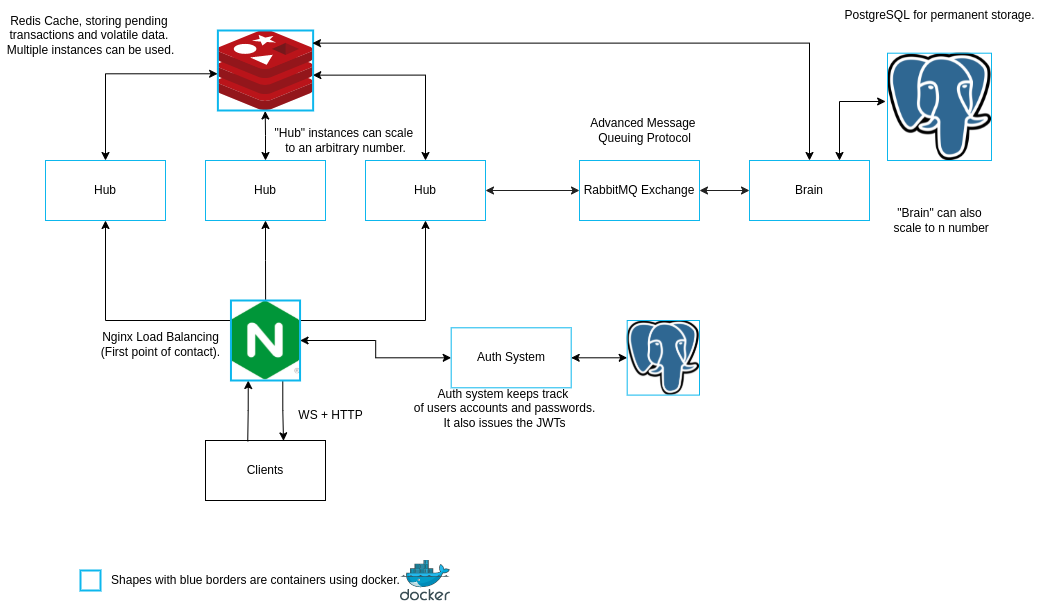 Redis Cache, storing pending
transactions and volatile data.
Multiple instances can be used.
PostgreSQL for permanent storage.
"Hub" instances can scale
to an arbitrary number.
Advanced Message
Queuing Protocol
Hub
Hub
Hub
RabbitMQ Exchange
Brain
"Brain" can also
scale to n number
Nginx Load Balancing
(First point of contact).
N
Auth System
Auth system keeps track
of users accounts and passwords.
It also issues the JWTs
WS + HTTP
Clients
Shapes with blue borders are containers using docker.
docker